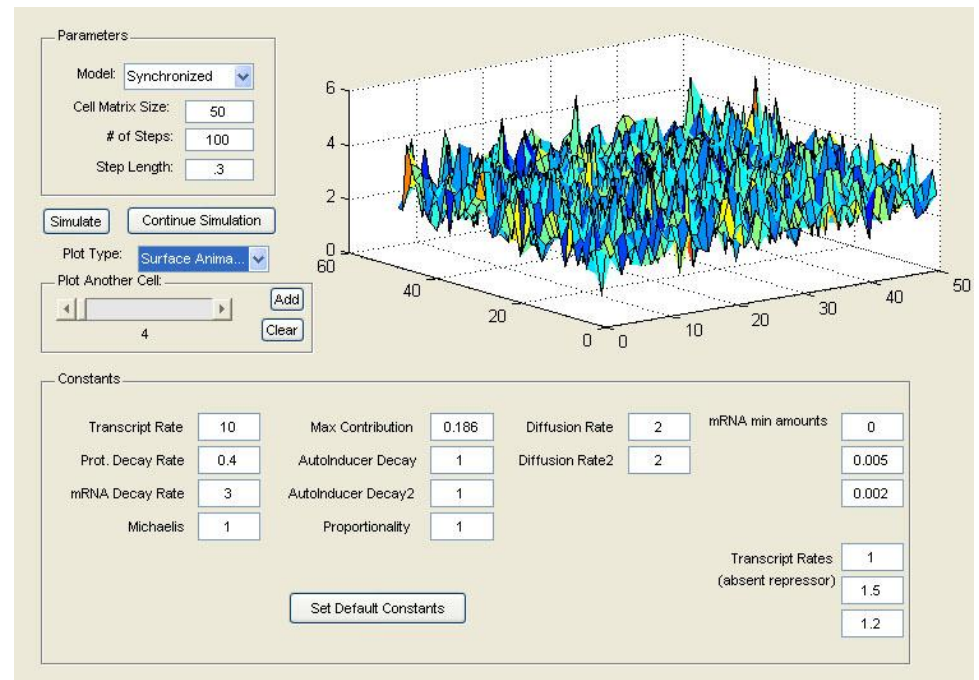 Parameters
Model: Synchronized
Cell Matrix Size: 50
# of Steps: 100
Step Length: .3
Simulate Continue Simulation
Plot Type: Surface Anima...
Plot Another Cell:
Add
4
Clear
6
4
2
0
60
40
20
0
0
10
20
30
40
50
Constants
Transcript Rate 10 Max Contribution 0.186 Diffusion Rate 2 mRNA min amounts 0
Prot. Decay Rate 0.4 AutoInducer Decay 1 Diffusion Rate2 2 0.005
mRNA Decay Rate 3 AutoInducer Decay2 1 0.002
Michaelis 1 Proportionality 1
Transcript Rates 1
(absent repressor) 1.5
Set Default Constants 1.2